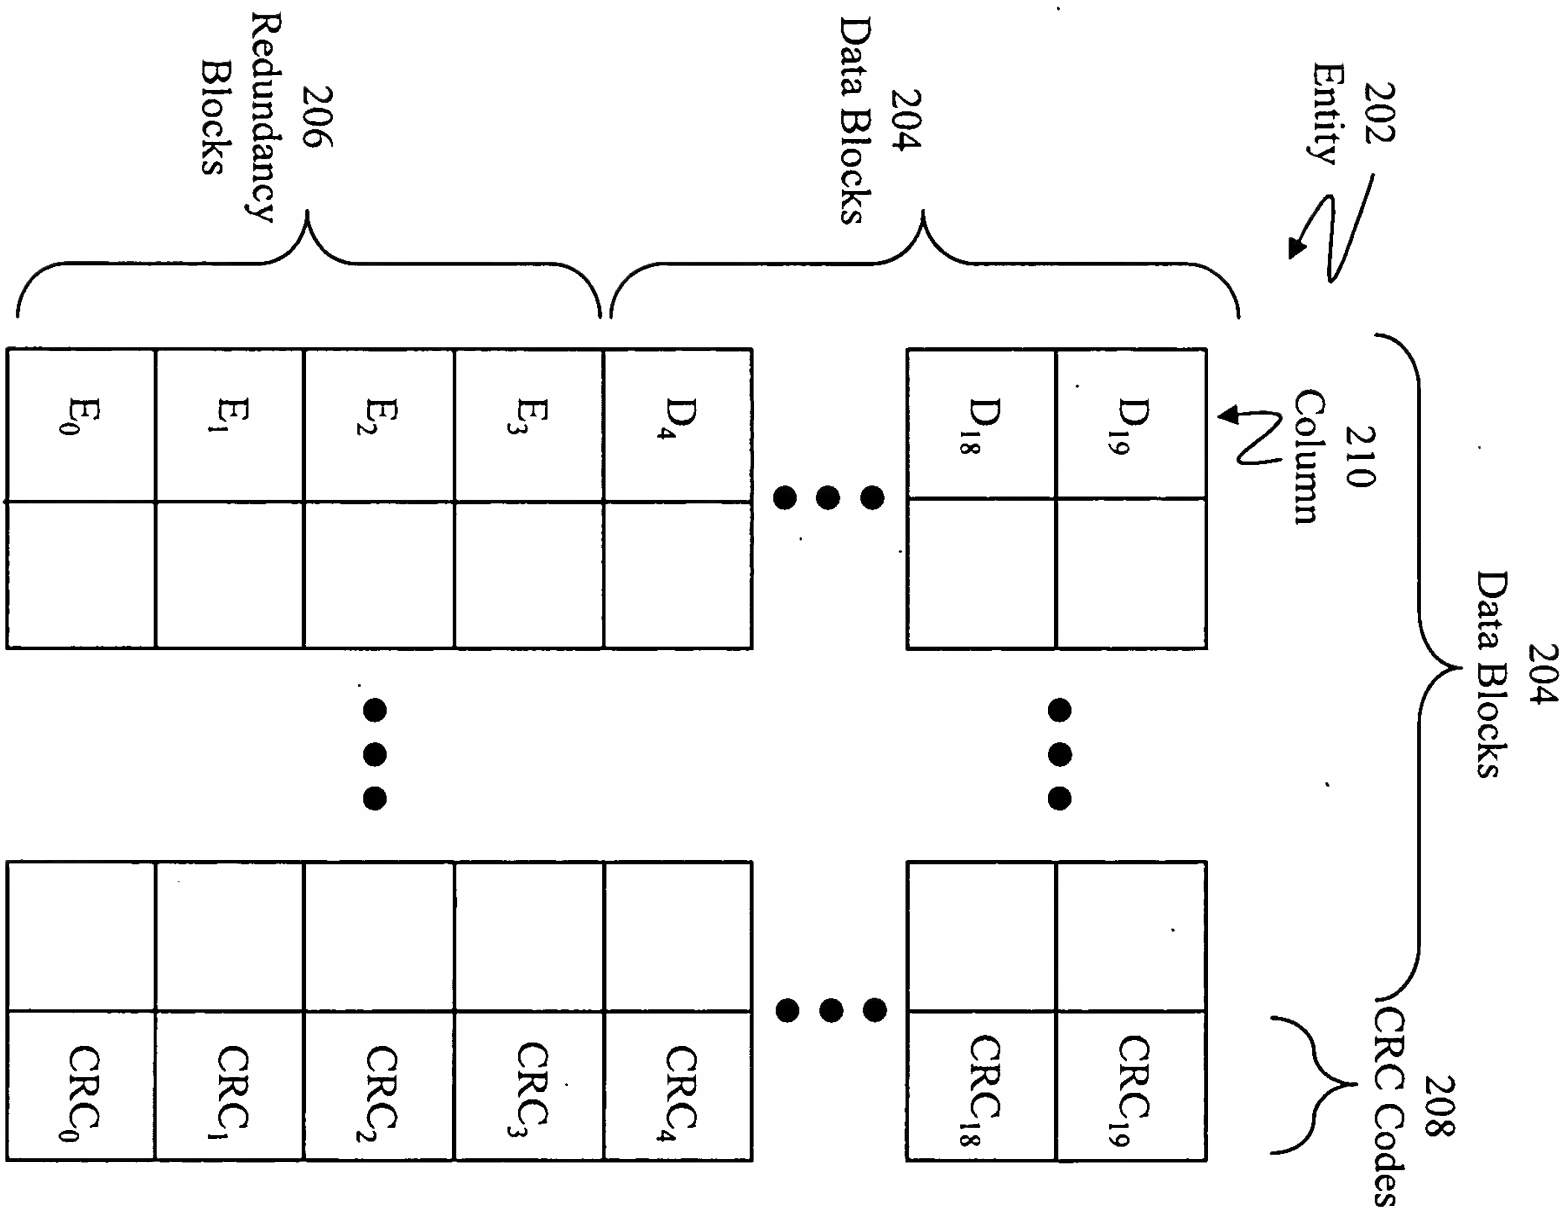 204
Data Blocks
202
Entity
210
Column
208
CRC Codes
D₁₉ CRC₁₉
D₁₈ CRC₁₈
204
Data Blocks
D₄ CRC₄
E₃ CRC₃
E₂ CRC₂
206
Redundancy
Blocks
E₁ CRC₁
E₀ CRC₀